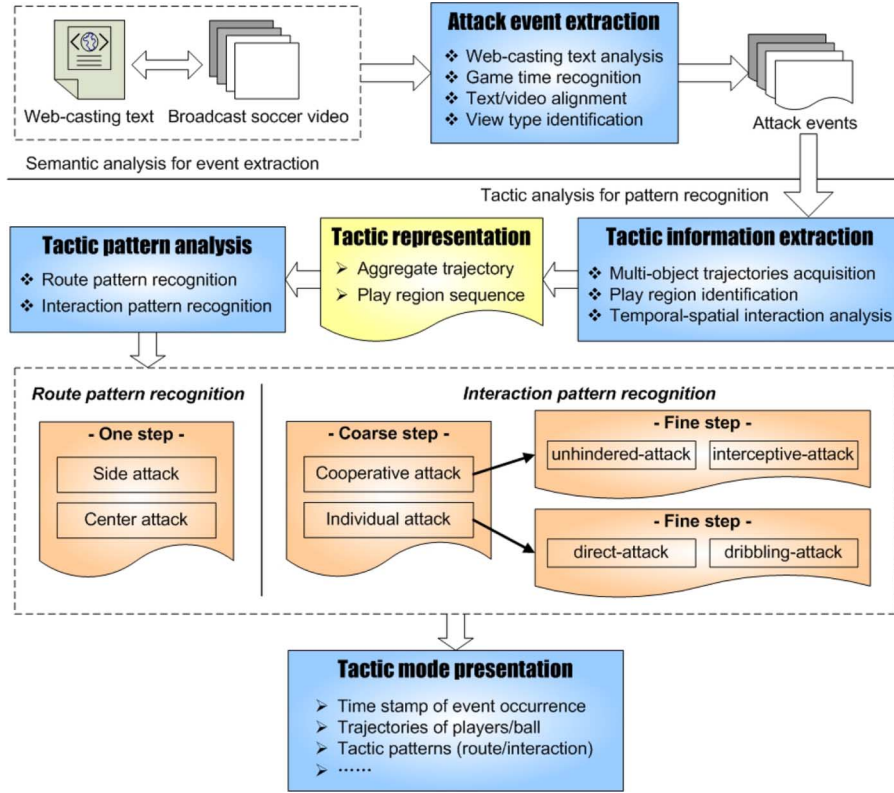 Attack event extraction
❖ Web-casting text analysis
❖ Game time recognition
❖ Text/video alignment
❖ View type identification
Web-casting text
Broadcast soccer video
Attack events
Semantic analysis for event extraction
Tactic analysis for pattern recognition
Tactic pattern analysis
❖ Route pattern recognition
❖ Interaction pattern recognition
Tactic representation
➢ Aggregate trajectory
➢ Play region sequence
Tactic information extraction
❖ Multi-object trajectories acquisition
❖ Play region identification
❖ Temporal-spatial interaction analysis
Route pattern recognition
- One step -
Side attack
Center attack
Interaction pattern recognition
- Coarse step -
Cooperative attack
Individual attack
- Fine step -
unhindered-attack
interceptive-attack
- Fine step -
direct-attack
dribbling-attack
Tactic mode presentation
➢ Time stamp of event occurrence
➢ Trajectories of players/ball
➢ Tactic patterns (route/interaction)
➢ ······